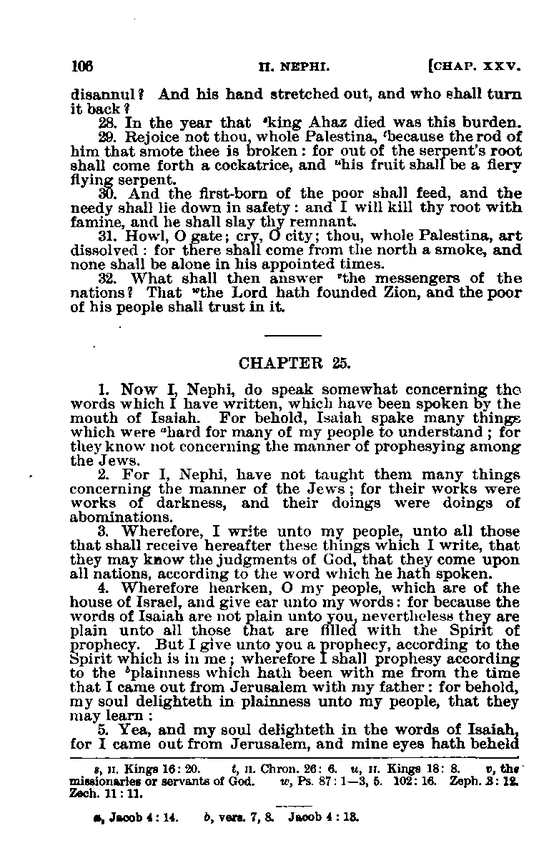 106 II. NEPHI. [CHAP. XXV.
disannul? And his hand stretched out, and who shall turn
it back?
28. In the year that ˢking Ahaz died was this burden.
29. Rejoice not thou, whole Palestina, ᵗbecause the rod of
him that smote thee is broken: for out of the serpent's root
shall come forth a cockatrice, and ᵘhis fruit shall be a fiery
flying serpent.
30. And the first-born of the poor shall feed, and the
needy shall lie down in safety: and I will kill thy root with
famine, and he shall slay thy remnant.
31. Howl, O gate; cry, O city; thou, whole Palestina, art
dissolved: for there shall come from the north a smoke, and
none shall be alone in his appointed times.
32. What shall then answer ᵛthe messengers of the
nations? That ʷthe Lord hath founded Zion, and the poor
of his people shall trust in it.
CHAPTER 25.
1. Now I, Nephi, do speak somewhat concerning the
words which I have written, which have been spoken by the
mouth of Isaiah. For behold, Isaiah spake many things
which were ᵃhard for many of my people to understand; for
they know not concerning the manner of prophesying among
the Jews.
2. For I, Nephi, have not taught them many things
concerning the manner of the Jews; for their works were
works of darkness, and their doings were doings of
abominations.
3. Wherefore, I write unto my people, unto all those
that shall receive hereafter these things which I write, that
they may know the judgments of God, that they come upon
all nations, according to the word which he hath spoken.
4. Wherefore hearken, O my people, which are of the
house of Israel, and give ear unto my words: for because the
words of Isaiah are not plain unto you, nevertheless they are
plain unto all those that are filled with the Spirit of
prophecy. But I give unto you a prophecy, according to the
Spirit which is in me; wherefore I shall prophesy according
to the ᵇplainness which hath been with me from the time
that I came out from Jerusalem with my father: for behold,
my soul delighteth in plainness unto my people, that they
may learn:
5. Yea, and my soul delighteth in the words of Isaiah,
for I came out from Jerusalem, and mine eyes hath beheld
s, II. Kings 16: 20. t, II. Chron. 26: 6. u, II. Kings 18: 8. v, the
missionaries or servants of God. w, Ps. 87: 1—3, 5. 102: 16. Zeph. 3: 12.
Zech. 11: 11.
a, Jacob 4: 14. b, vers. 7, 8. Jacob 4: 13.